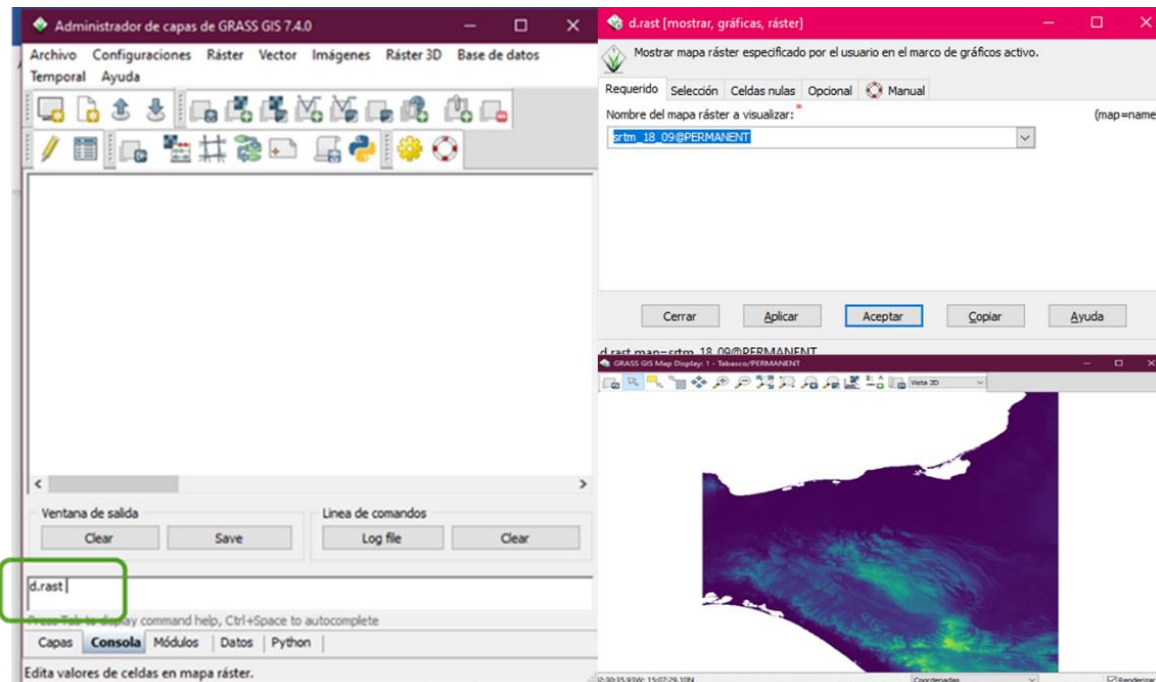 Administrador de capas de GRASS GIS 7.4.0
Archivo Configuraciones Ráster Vector Imágenes Ráster 3D Base de datos
Temporal Ayuda
Ventana de salida
Linea de comandos
Clear Save Log file Clear
d.rast
Press Tab to display command help, Ctrl+Space to autocomplete
Capas Consola Módulos Datos Python
Edita valores de celdas en mapa ráster.
d.rast [mostrar, gráficas, ráster]
Mostrar mapa ráster especificado por el usuario en el marco de gráficos activo.
Requerido Selección Celdas nulas Opcional Manual
Nombre del mapa ráster a visualizar:* (map=name
srtm_18_09@PERMANENT
Cerrar Aplicar Aceptar Copiar Ayuda
d.rast map=srtm_18_09@PERMANENT
GRASS GIS Map Display: 1 - Tabasco/PERMANENT
Vista 2D
Coordenadas
Renderizar